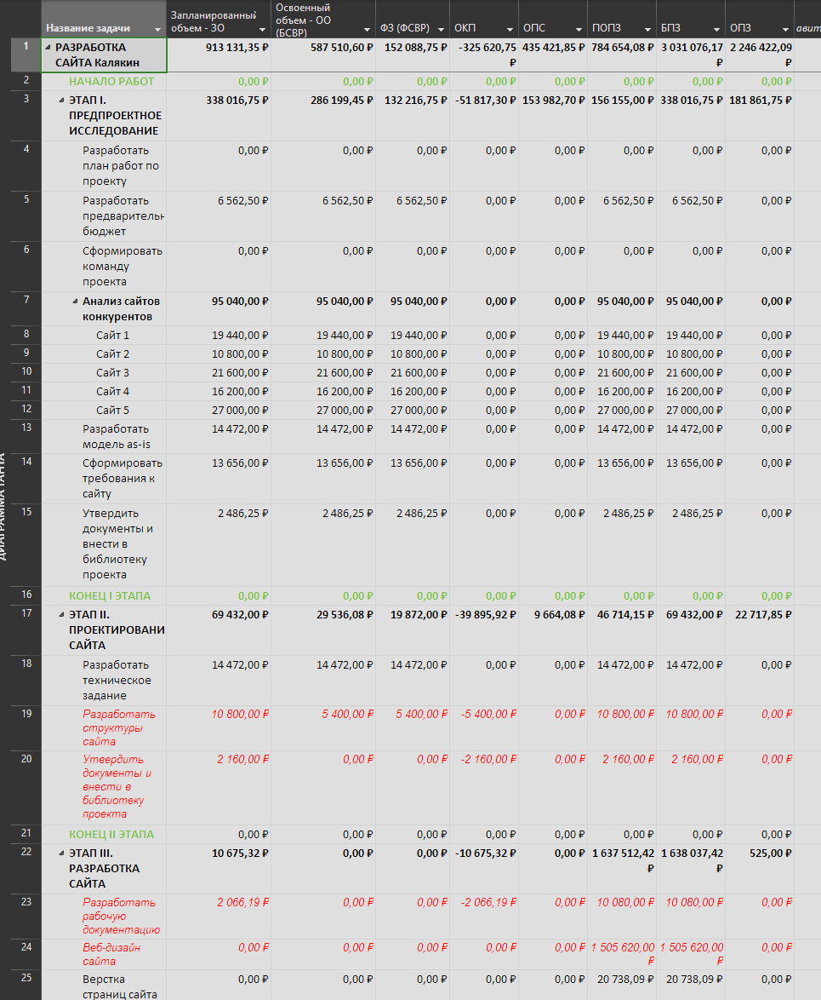 Название задачи
Запланированный объем - ЗО
Освоенный объем - ОО (БСВР)
ФЗ (ФСВР)
ОКП
ОПС
ПОПЗ
БПЗ
ОПЗ
1 РАЗРАБОТКА САЙТА Калякин 913 131,35 ₽ 587 510,60 ₽ 152 088,75 ₽ -325 620,75 ₽ 435 421,85 ₽ 784 654,08 ₽ 3 031 076,17 ₽ 2 246 422,09 ₽
2 НАЧАЛО РАБОТ 0,00 ₽ 0,00 ₽ 0,00 ₽ 0,00 ₽ 0,00 ₽ 0,00 ₽ 0,00 ₽ 0,00 ₽
3 ЭТАП I. ПРЕДПРОЕКТНОЕ ИССЛЕДОВАНИЕ 338 016,75 ₽ 286 199,45 ₽ 132 216,75 ₽ -51 817,30 ₽ 153 982,70 ₽ 156 155,00 ₽ 338 016,75 ₽ 181 861,75 ₽
4 Разработать план работ по проекту 0,00 ₽ 0,00 ₽ 0,00 ₽ 0,00 ₽ 0,00 ₽ 0,00 ₽ 0,00 ₽ 0,00 ₽
5 Разработать предварителы бюджет 6 562,50 ₽ 6 562,50 ₽ 6 562,50 ₽ 0,00 ₽ 0,00 ₽ 6 562,50 ₽ 6 562,50 ₽ 0,00 ₽
6 Сформировать команду проекта 0,00 ₽ 0,00 ₽ 0,00 ₽ 0,00 ₽ 0,00 ₽ 0,00 ₽ 0,00 ₽ 0,00 ₽
7 Анализ сайтов конкурентов 95 040,00 ₽ 95 040,00 ₽ 95 040,00 ₽ 0,00 ₽ 0,00 ₽ 95 040,00 ₽ 95 040,00 ₽ 0,00 ₽
8 Сайт 1 19 440,00 ₽ 19 440,00 ₽ 19 440,00 ₽ 0,00 ₽ 0,00 ₽ 19 440,00 ₽ 19 440,00 ₽ 0,00 ₽
9 Сайт 2 10 800,00 ₽ 10 800,00 ₽ 10 800,00 ₽ 0,00 ₽ 0,00 ₽ 10 800,00 ₽ 10 800,00 ₽ 0,00 ₽
10 Сайт 3 21 600,00 ₽ 21 600,00 ₽ 21 600,00 ₽ 0,00 ₽ 0,00 ₽ 21 600,00 ₽ 21 600,00 ₽ 0,00 ₽
11 Сайт 4 16 200,00 ₽ 16 200,00 ₽ 16 200,00 ₽ 0,00 ₽ 0,00 ₽ 16 200,00 ₽ 16 200,00 ₽ 0,00 ₽
12 Сайт 5 27 000,00 ₽ 27 000,00 ₽ 27 000,00 ₽ 0,00 ₽ 0,00 ₽ 27 000,00 ₽ 27 000,00 ₽ 0,00 ₽
13 Разработать модель as-is 14 472,00 ₽ 14 472,00 ₽ 14 472,00 ₽ 0,00 ₽ 0,00 ₽ 14 472,00 ₽ 14 472,00 ₽ 0,00 ₽
14 Сформировать требования к сайту 13 656,00 ₽ 13 656,00 ₽ 13 656,00 ₽ 0,00 ₽ 0,00 ₽ 13 656,00 ₽ 13 656,00 ₽ 0,00 ₽
15 Утвердить документы и внести в библиотеку проекта 2 486,25 ₽ 2 486,25 ₽ 2 486,25 ₽ 0,00 ₽ 0,00 ₽ 2 486,25 ₽ 2 486,25 ₽ 0,00 ₽
16 КОНЕЦ I ЭТАПА 0,00 ₽ 0,00 ₽ 0,00 ₽ 0,00 ₽ 0,00 ₽ 0,00 ₽ 0,00 ₽ 0,00 ₽
17 ЭТАП II. ПРОЕКТИРОВАНИ САЙТА 69 432,00 ₽ 29 536,08 ₽ 19 872,00 ₽ -39 895,92 ₽ 9 664,08 ₽ 46 714,15 ₽ 69 432,00 ₽ 22 717,85 ₽
18 Разработать техническое задание 14 472,00 ₽ 14 472,00 ₽ 14 472,00 ₽ 0,00 ₽ 0,00 ₽ 14 472,00 ₽ 14 472,00 ₽ 0,00 ₽
19 Разработать структуры сайта 10 800,00 ₽ 5 400,00 ₽ 5 400,00 ₽ -5 400,00 ₽ 0,00 ₽ 10 800,00 ₽ 10 800,00 ₽ 0,00 ₽
20 Утвердить документы и внести в библиотеку проекта 2 160,00 ₽ 0,00 ₽ 0,00 ₽ -2 160,00 ₽ 0,00 ₽ 2 160,00 ₽ 2 160,00 ₽ 0,00 ₽
21 КОНЕЦ II ЭТАПА 0,00 ₽ 0,00 ₽ 0,00 ₽ 0,00 ₽ 0,00 ₽ 0,00 ₽ 0,00 ₽ 0,00 ₽
22 ЭТАП III. РАЗРАБОТКА САЙТА 10 675,32 ₽ 0,00 ₽ 0,00 ₽ -10 675,32 ₽ 0,00 ₽ 1 637 512,42 ₽ 1 638 037,42 ₽ 525,00 ₽
23 Разработать рабочую документацию 2 066,19 ₽ 0,00 ₽ 0,00 ₽ -2 066,19 ₽ 0,00 ₽ 10 080,00 ₽ 10 080,00 ₽ 0,00 ₽
24 Веб-дизайн сайта 0,00 ₽ 0,00 ₽ 0,00 ₽ 0,00 ₽ 0,00 ₽ 1 505 620,00 ₽ 1 505 620,00 ₽ 0,00 ₽
25 Верстка страниц сайта 0,00 ₽ 0,00 ₽ 0,00 ₽ 0,00 ₽ 0,00 ₽ 20 738,09 ₽ 20 738,09 ₽ 0,00 ₽